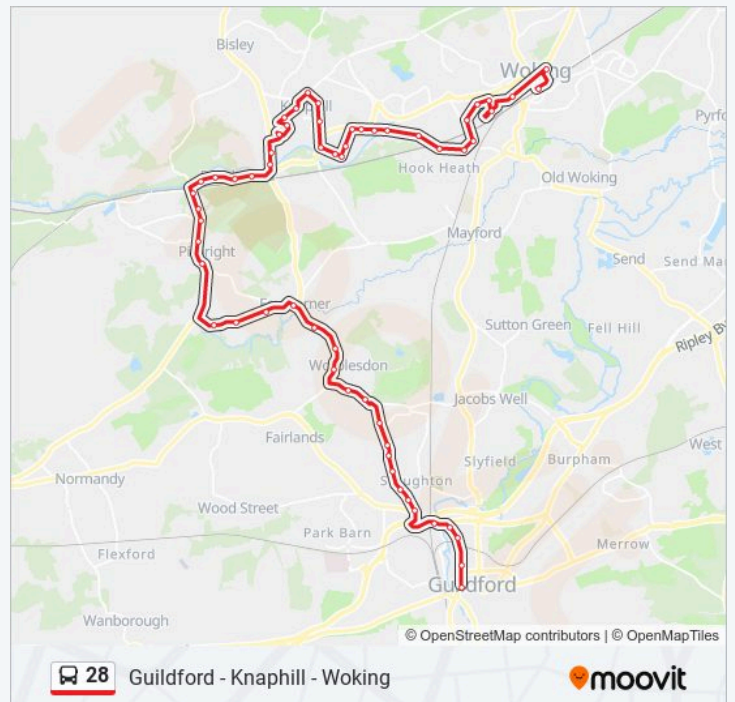 Bisley
Woking
Knaphill
Pyrfo
Hook Heath
Old Woking
Mayford
Send
Send Ma
Pirbright
Sutton Green
Fell Hill
Ripley By
Worplesdon
Jacobs Well
Fairlands
Slyfield
Burpham
West
Normandy
Stoughton
Wood Street
Park Barn
Merrow
Flexford
Guildford
Wanborough
© OpenStreetMap contributors | © OpenMapTiles
28 Guildford - Knaphill - Woking
moovit